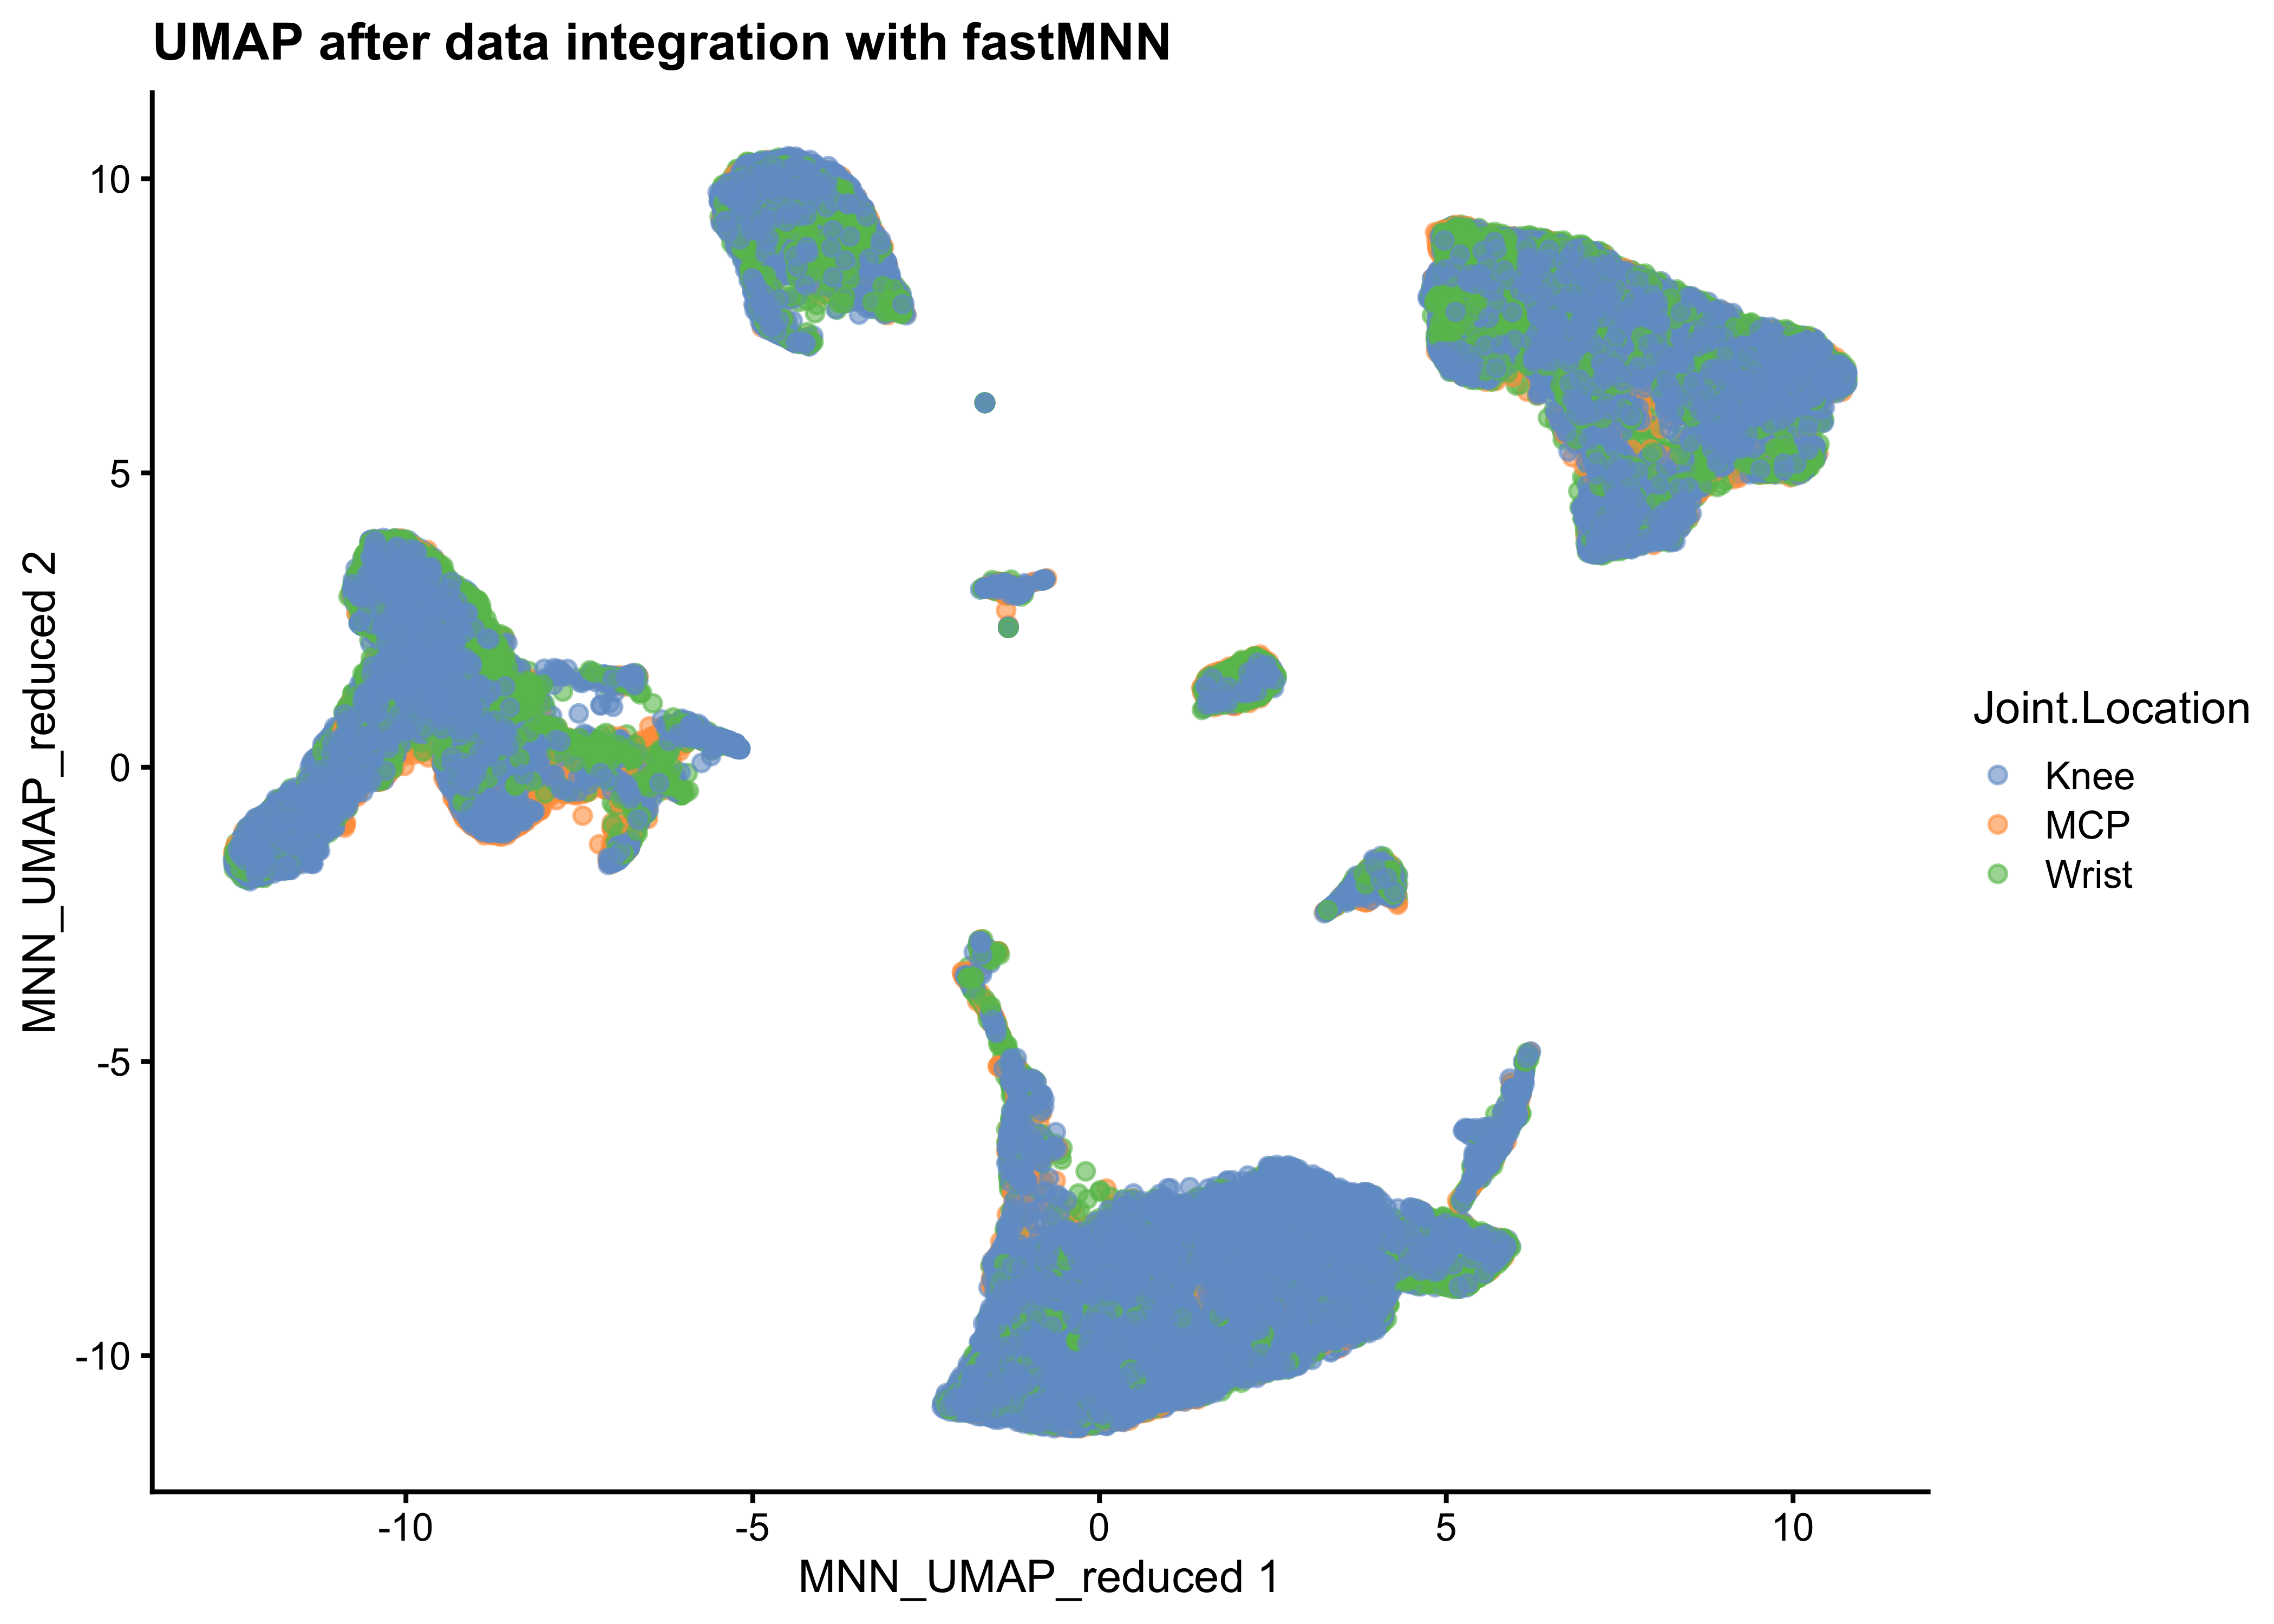 UMAP after data integration with fastMNN
MNN_UMAP_reduced 2
10
5
0
-5
-10
-10
-5
0
5
10
MNN_UMAP_reduced 1
Joint.Location
Knee
MCP
Wrist